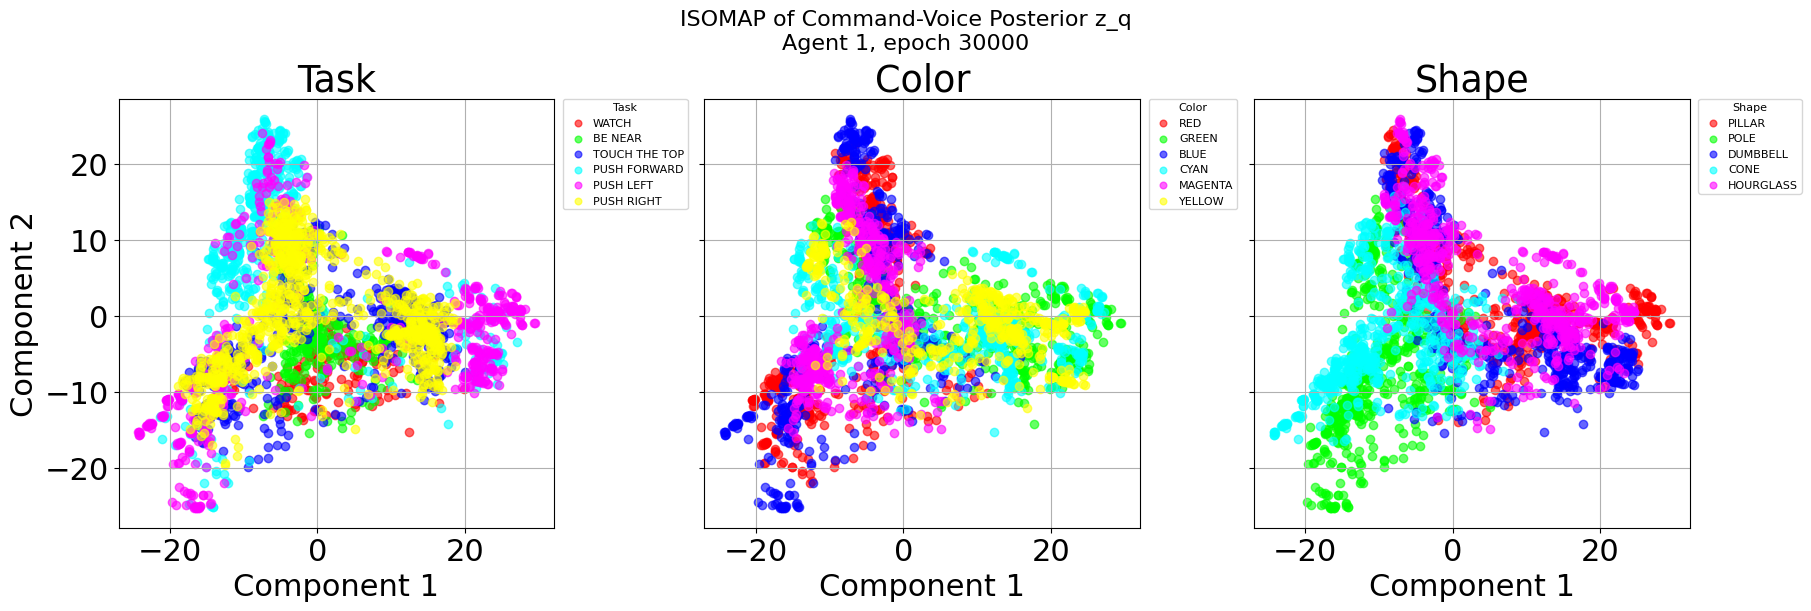 ISOMAP of Command-Voice Posterior z_q
Agent 1, epoch 30000
Task
Color
Shape
Task
WATCH
BE NEAR
TOUCH THE TOP
PUSH FORWARD
PUSH LEFT
PUSH RIGHT
Color
RED
GREEN
BLUE
CYAN
MAGENTA
YELLOW
Shape
PILLAR
POLE
DUMBBELL
CONE
HOURGLASS
Component 2
20
10
0
−10
−20
−20 0 20
−20 0 20
−20 0 20
Component 1
Component 1
Component 1